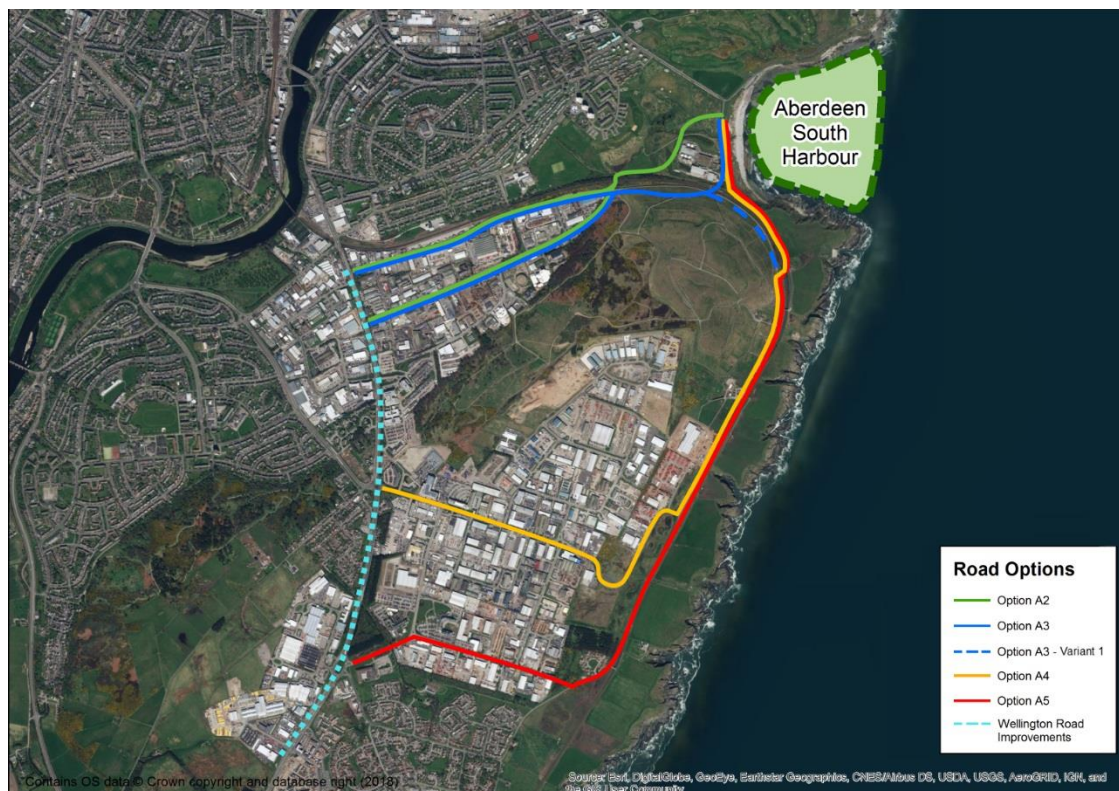 Aberdeen
South
Harbour
Road Options
Option A2
Option A3
Option A3 - Variant 1
Option A4
Option A5
Wellington Road
Improvements
*Contains OS data © Crown copyright and database right (2018)
Source: Esri, DigitalGlobe, GeoEye, Earthstar Geographics, CNES/Airbus DS, USDA, USGS, AeroGRID, IGN, and
the GIS User Community